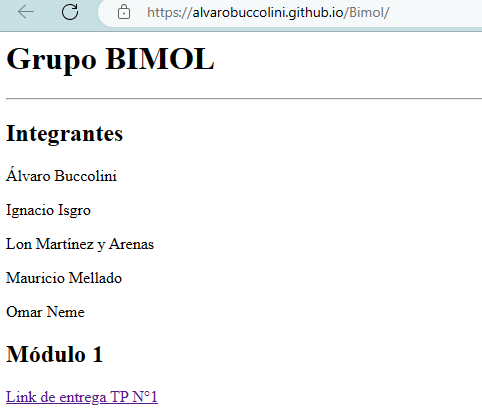 https://alvarobuccolini.github.io/Bimol/
Grupo BIMOL
Integrantes
Álvaro Buccolini
Ignacio Isgro
Lon Martínez y Arenas
Mauricio Mellado
Omar Neme
Módulo 1
Link de entrega TP N°1